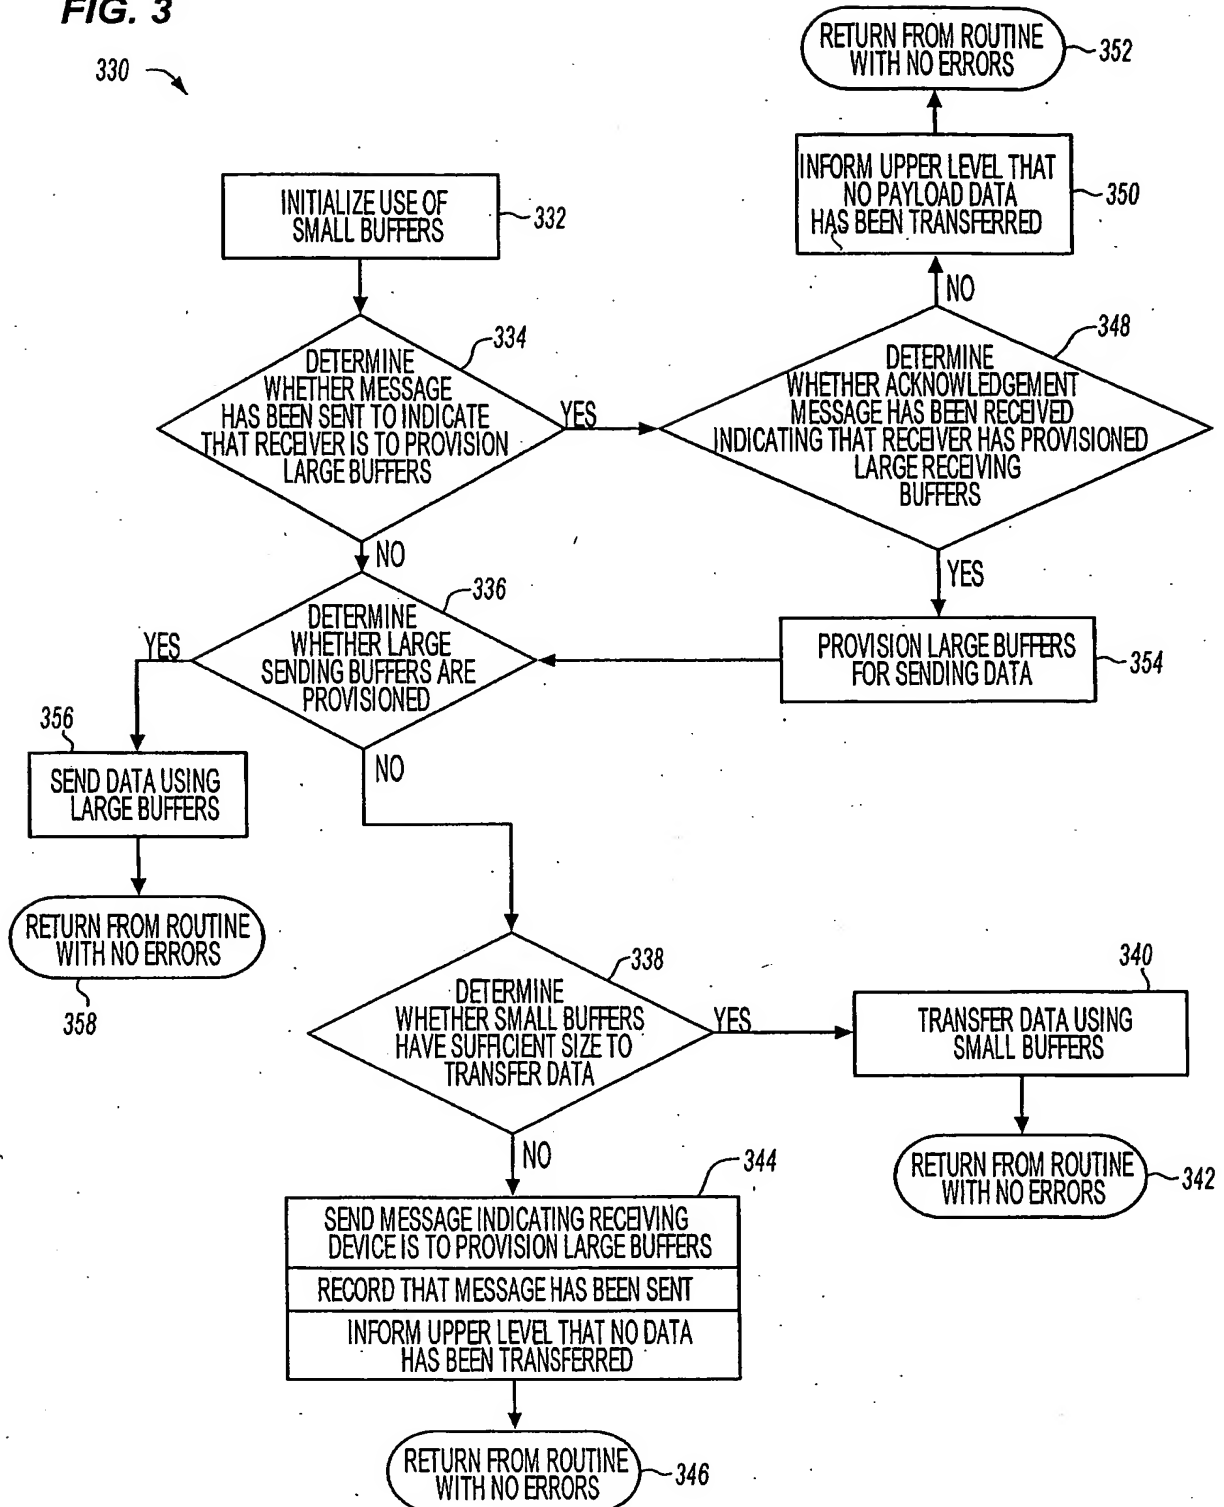 FIG. 3
330
RETURN FROM ROUTINE
WITH NO ERRORS
352
INFORM UPPER LEVEL THAT
NO PAYLOAD DATA
HAS BEEN TRANSFERRED
350
INITIALIZE USE OF
SMALL BUFFERS
332
NO
334
DETERMINE
WHETHER MESSAGE
HAS BEEN SENT TO INDICATE
THAT RECEIVER IS TO PROVISION
LARGE BUFFERS
YES
348
DETERMINE
WHETHER ACKNOWLEDGEMENT
MESSAGE HAS BEEN RECEIVED
INDICATING THAT RECEIVER HAS PROVISIONED
LARGE RECEIVING
BUFFERS
NO
YES
336
DETERMINE
WHETHER LARGE
SENDING BUFFERS ARE
PROVISIONED
YES
PROVISION LARGE BUFFERS
FOR SENDING DATA
354
356
SEND DATA USING
LARGE BUFFERS
NO
RETURN FROM ROUTINE
WITH NO ERRORS
358
338
DETERMINE
WHETHER SMALL BUFFERS
HAVE SUFFICIENT SIZE TO
TRANSFER DATA
YES
340
TRANSFER DATA USING
SMALL BUFFERS
NO
RETURN FROM ROUTINE
WITH NO ERRORS
342
344
SEND MESSAGE INDICATING RECEIVING
DEVICE IS TO PROVISION LARGE BUFFERS
RECORD THAT MESSAGE HAS BEEN SENT
INFORM UPPER LEVEL THAT NO DATA
HAS BEEN TRANSFERRED
RETURN FROM ROUTINE
WITH NO ERRORS
346